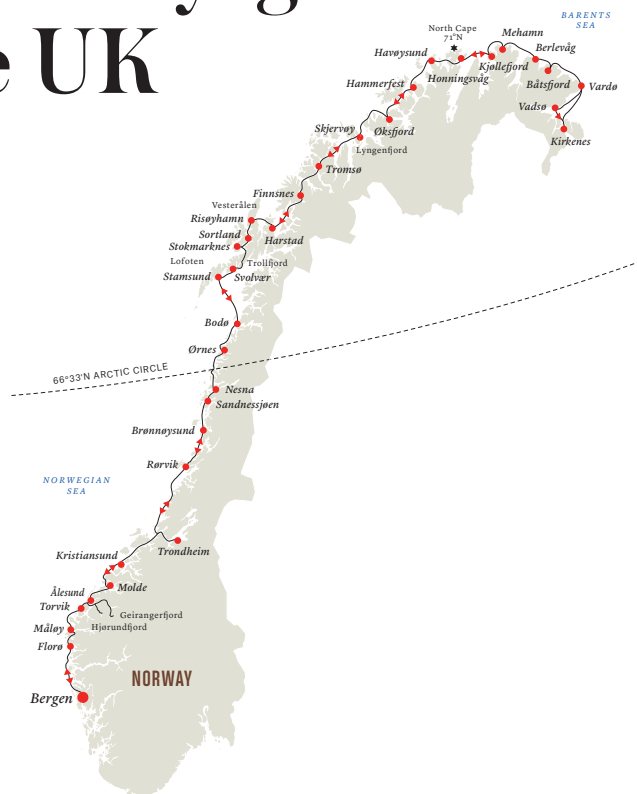 e UK
BARENTS
SEA
North Cape
71°N
Mehamn
Berlevåg
Havøysund
Kjøllefjord
Honningsvåg
Hammerfest
Båtsfjord
Vardø
Vadsø
Kirkenes
Skjervøy
Øksfjord
Lyngenfjord
Tromsø
Finnsnes
Vesterålen
Risøyhamn
Sortland
Harstad
Stokmarknes
Lofoten
Trollfjord
Stamsund
Svolvær
Bodø
Ørnes
66°33'N ARCTIC CIRCLE
Nesna
Sandnessjøen
Brønnøysund
Rørvik
NORWEGIAN
SEA
Trondheim
Kristiansund
Molde
Ålesund
Torvik
Geirangerfjord
Hjørundfjord
Måløy
Florø
NORWAY
Bergen